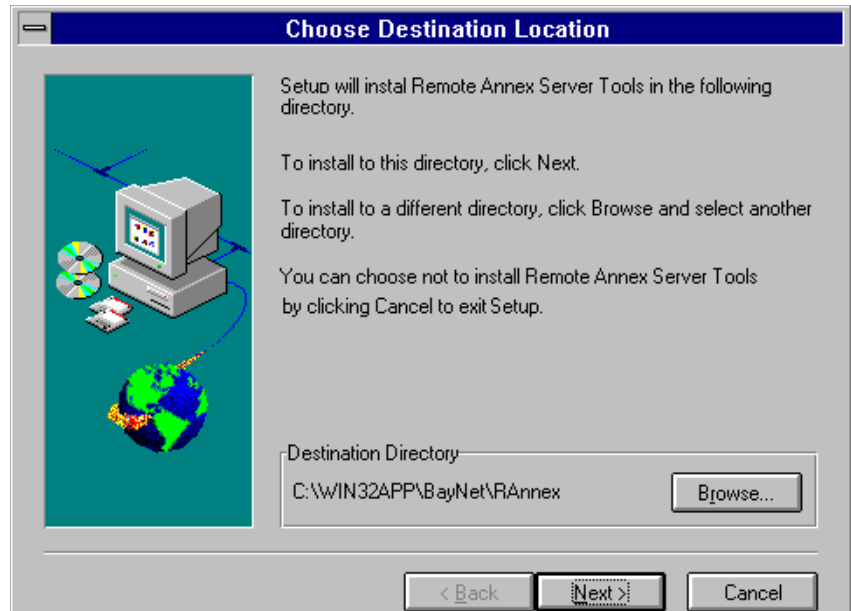 Choose Destination Location
Setup will instal Remote Annex Server Tools in the following
directory.
To install to this directory, click Next.
To install to a different directory, click Browse and select another
directory.
You can choose not to install Remote Annex Server Tools
by clicking Cancel to exit Setup.
Destination Directory
C:\WIN32APP\BayNet\RAnnex
Browse...
< Back
Next >
Cancel